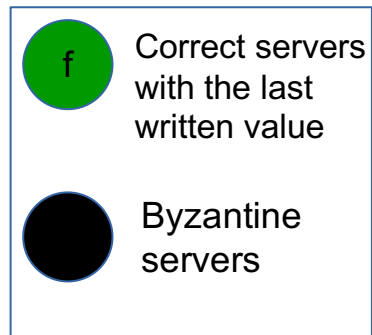 f
Correct servers
with the last
written value
Byzantine
servers